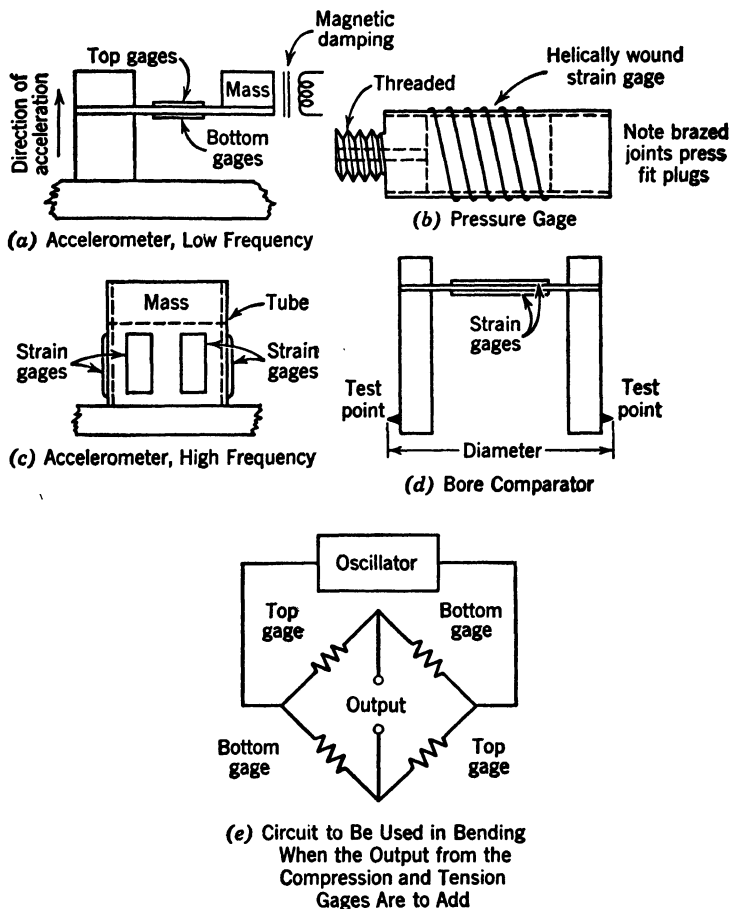 Magnetic
damping
Top gages
Mass
Bottom
gages
Direction of
acceleration
(a) Accelerometer, Low Frequency
Helically wound
strain gage
Threaded
Note brazed
joints press
fit plugs
(b) Pressure Gage
Mass
Tube
Strain
gages
Strain
gages
(c) Accelerometer, High Frequency
Strain
gages
Test
point
Test
point
Diameter
(d) Bore Comparator
Oscillator
Top
gage
Bottom
gage
Output
Bottom
gage
Top
gage
(e) Circuit to Be Used in Bending
When the Output from the
Compression and Tension
Gages Are to Add